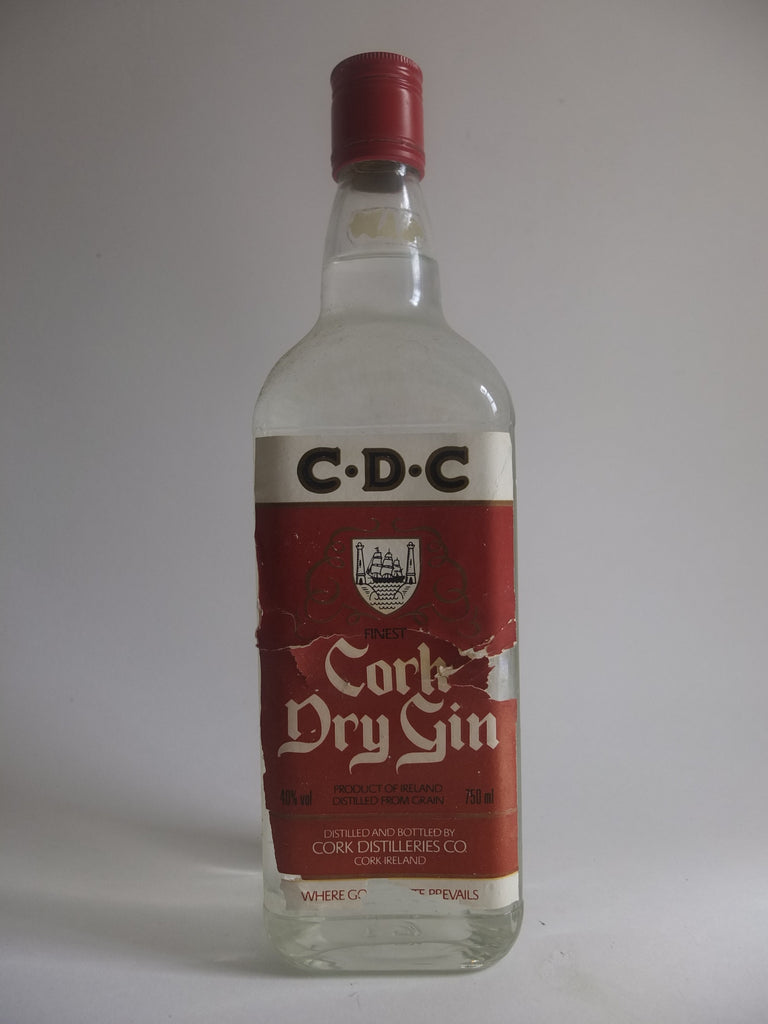 C·D·C
FINEST
Cork
Dry Gin
40% vol PRODUCT OF IRELAND 750 ml
DISTILLED FROM GRAIN
DISTILLED AND BOTTLED BY
CORK DISTILLERIES CO.
CORK IRELAND
WHERE PREVAILS